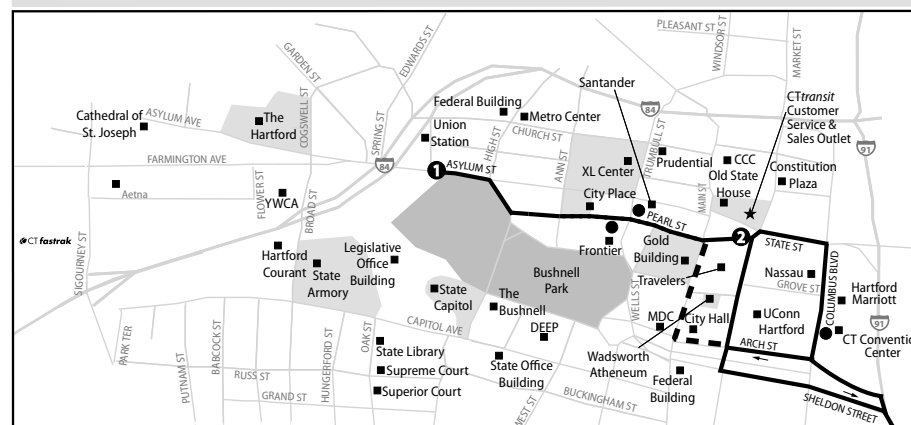 PLEASANT ST
WINDSOR ST
MARKET ST
EDWARDS ST
GARDEN ST
COGSWELL ST
SPRING ST
Santander
CTtransit
Customer
Service &
Sales Outlet
84
91
Federal Building
Metro Center
Cathedral of
St. Joseph
ASYLUM AVE
The
Hartford
Union
Station
HIGH ST
CHURCH ST
ANN ST
TRUMBULL ST
Prudential
CCC
Old State
House
Constitution
Plaza
FARMINGTON AVE
84
1
ASYLUM ST
XL Center
City Place
MAIN ST
Aetna
FLOWER ST
YWCA
BROAD ST
PEARL ST
2
STATE ST
CTfastrak
SIGOURNEY ST
Hartford
Courant
State
Armory
Legislative
Office
Building
Frontier
Gold
Building
Travelers
Nassau
GROVE ST
COLUMBUS BLVD
Hartford
Marriott
Bushnell
Park
State
Capitol
The
Bushnell
WELLS ST
MDC
City Hall
UConn
Hartford
91
CT Convention
Center
CAPITOL AVE
DEEP
ARCH ST
PARK TER
PUTNAM ST
BABCOCK ST
RUSS ST
HUNGERFORD ST
OAK ST
GRAND ST
State Library
Supreme Court
Superior Court
State Office
Building
Wadsworth
Atheneum
Federal
Building
WEST ST
BUCKINGHAM ST
SHELDON STREET